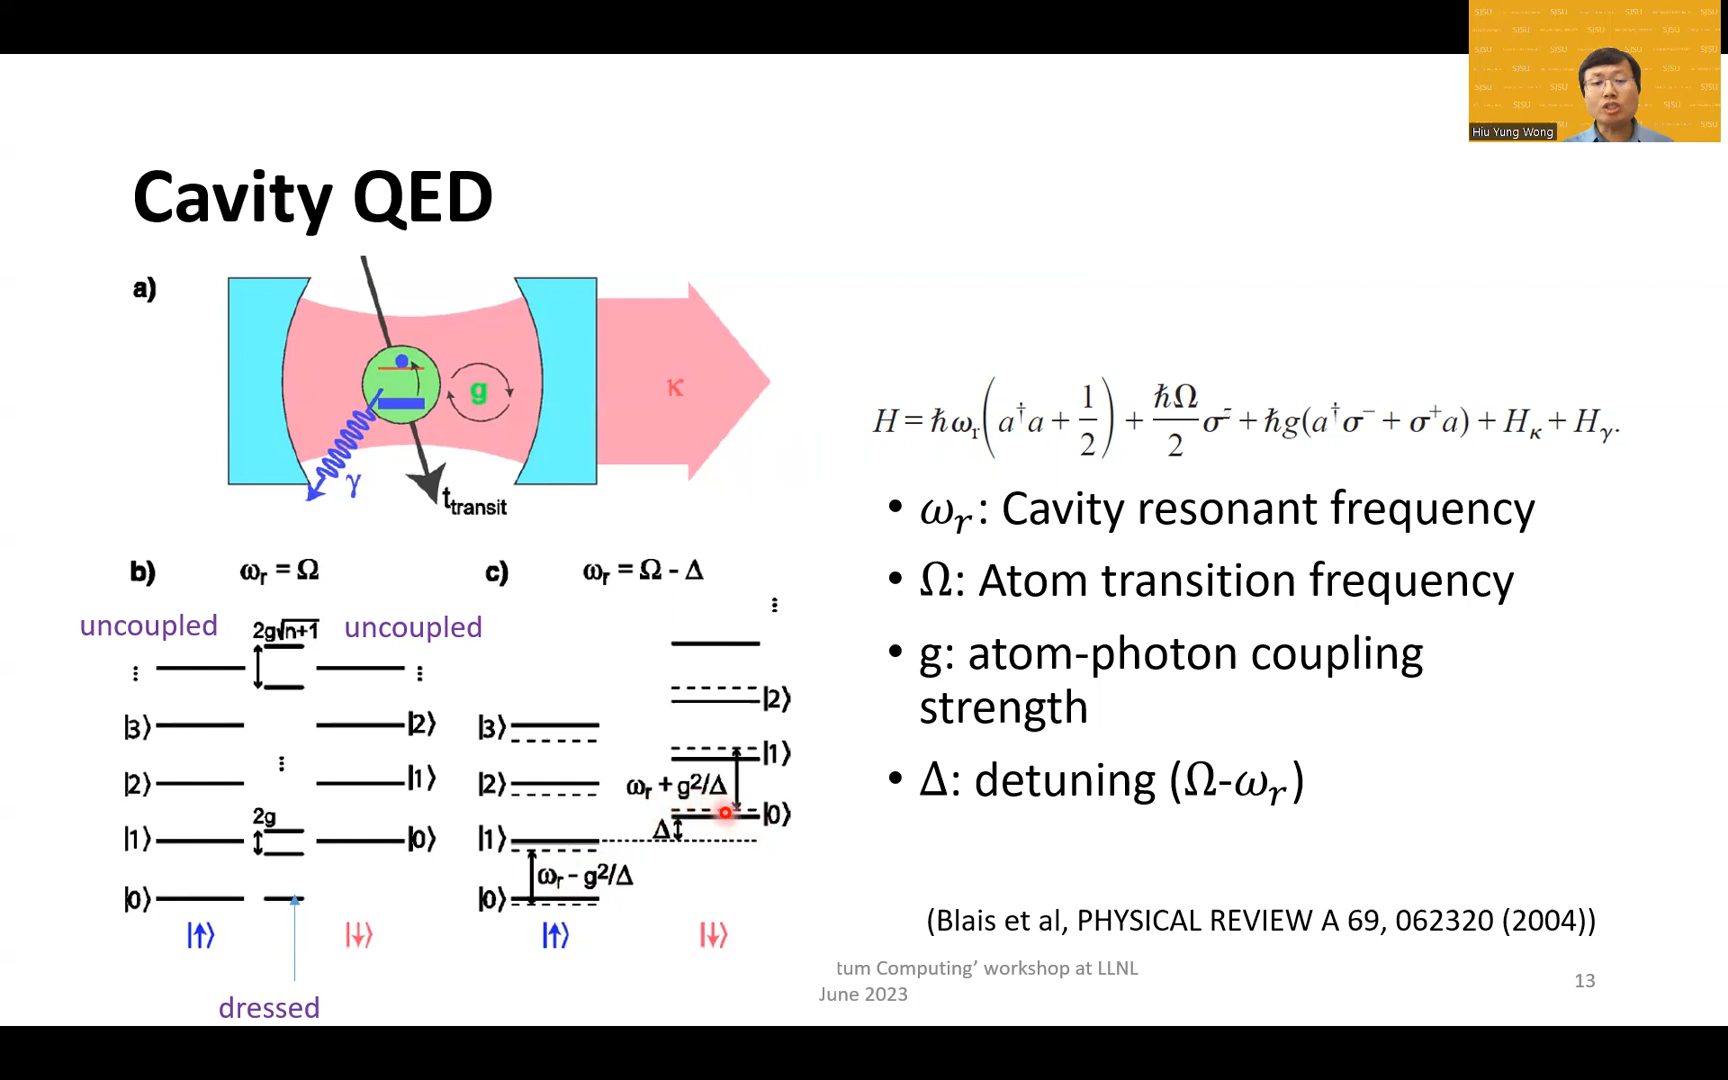 SJSU
Hiu Yung Wong
Cavity QED
a)
g
κ
γ
t_transit
H = ħω_r(a†a + 1/2) + ħΩ/2 σ^z + ħg(a†σ^- + σ^+a) + H_κ + H_γ.
• ω_r: Cavity resonant frequency
• Ω: Atom transition frequency
• g: atom-photon coupling
strength
• Δ: detuning (Ω-ω_r)
b) ω_r = Ω
uncoupled 2g√n+1 uncoupled
⋮ ⋮
|3⟩ |2⟩
⋮
|2⟩ |1⟩
2g
|1⟩ |0⟩
|0⟩
|↑⟩ |↓⟩
dressed
c) ω_r = Ω - Δ
⋮
|2⟩
|3⟩
|1⟩
|2⟩ ω_r + g²/Δ
|0⟩
|1⟩ Δ
ω_r - g²/Δ
|0⟩
|↑⟩ |↓⟩
(Blais et al, PHYSICAL REVIEW A 69, 062320 (2004))
tum Computing’ workshop at LLNL
June 2023
13